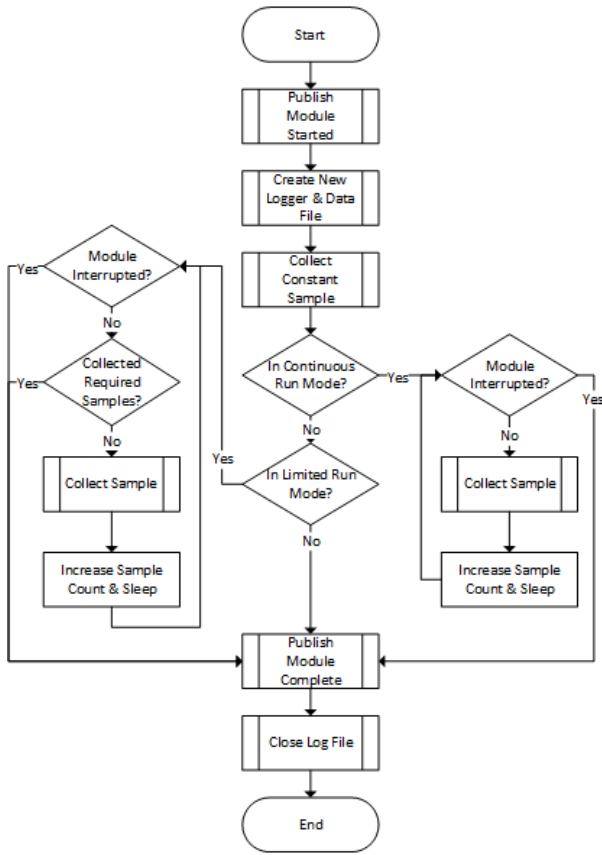 Start
Publish
Module
Started
Create New
Logger & Data
File
Collect
Constant
Sample
Yes
Module
Interrupted?
No
Collected
Required
Samples?
Yes
No
Collect Sample
Increase Sample
Count & Sleep
In Continuous
Run Mode?
Yes
No
In Limited Run
Mode?
Yes
No
Module
Interrupted?
Yes
No
Collect Sample
Increase Sample
Count & Sleep
Publish
Module
Complete
Close Log File
End